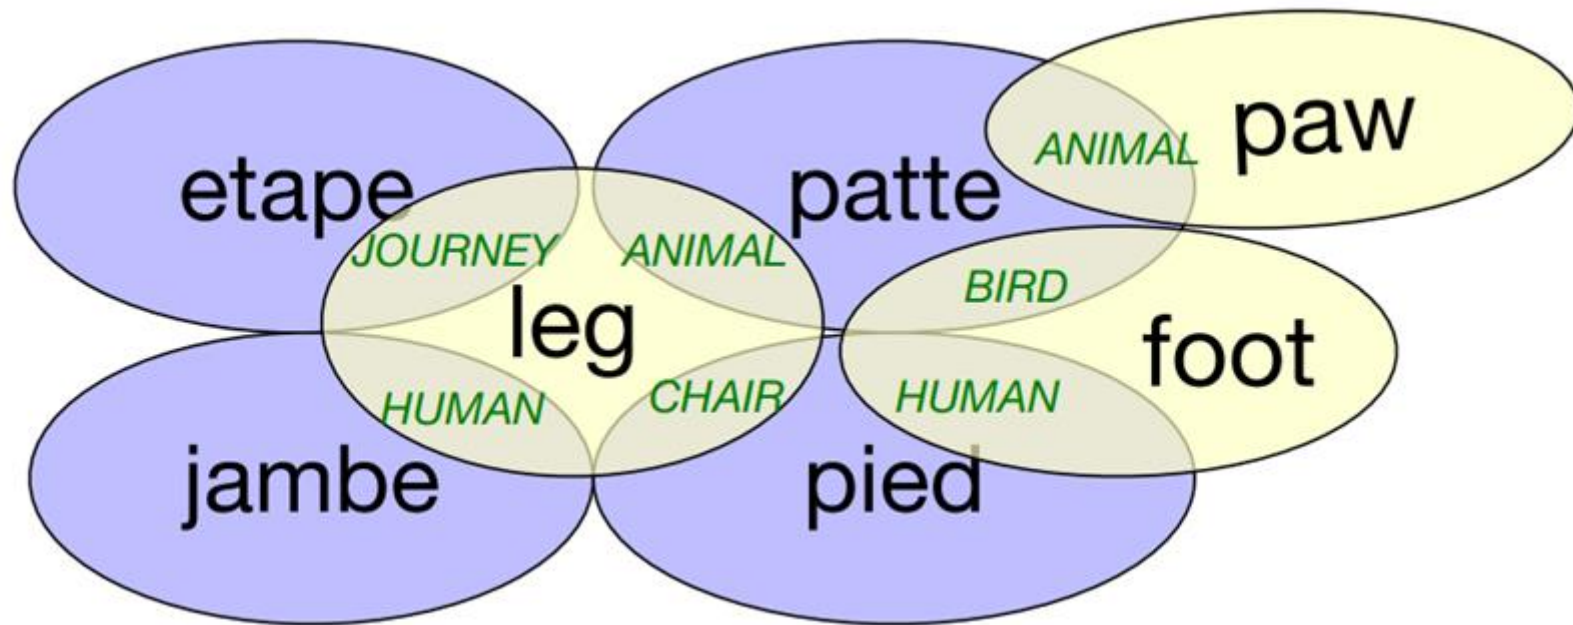 paw
ANIMAL
etape
patte
JOURNEY
ANIMAL
BIRD
leg
foot
HUMAN
CHAIR
HUMAN
jambe
pied